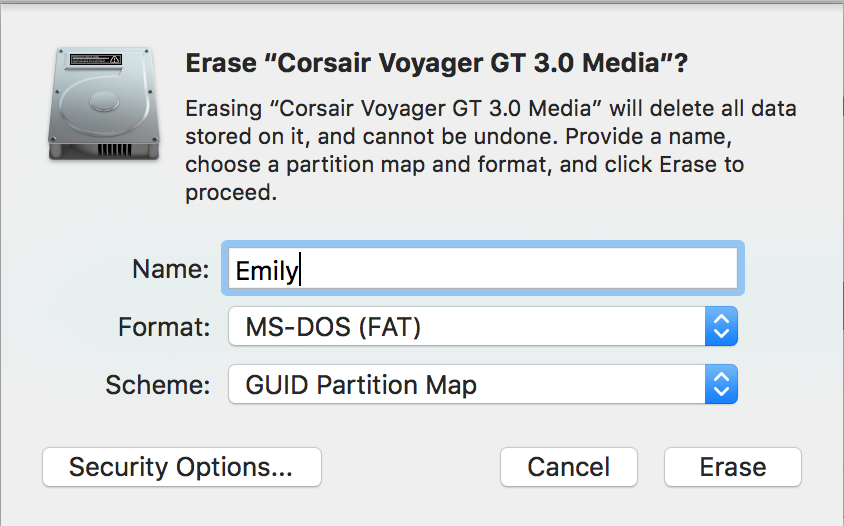 Erase “Corsair Voyager GT 3.0 Media“?
Erasing “Corsair Voyager GT 3.0 Media” will delete all data
stored on it, and cannot be undone. Provide a name,
choose a partition map and format, and click Erase to
proceed.
Name: Emily
Format: MS-DOS (FAT)
Scheme: GUID Partition Map
Security Options... Cancel Erase